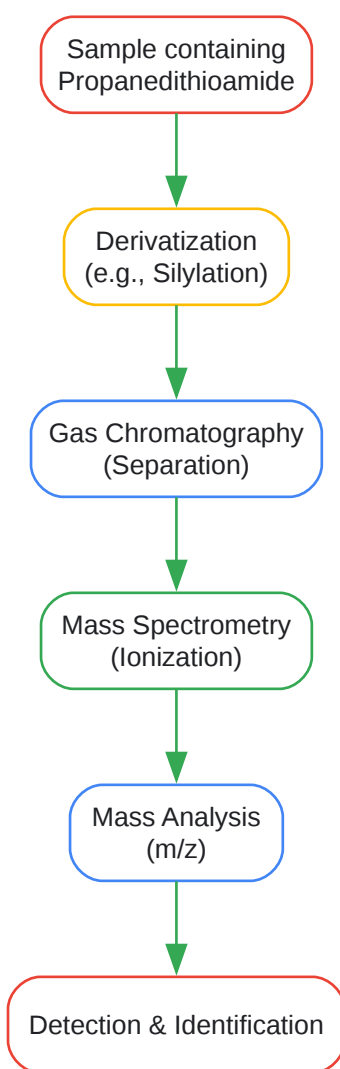 Sample containing
Propanedithioamide
Derivatization
(e.g., Silylation)
Gas Chromatography
(Separation)
Mass Spectrometry
(Ionization)
Mass Analysis
(m/z)
Detection & Identification